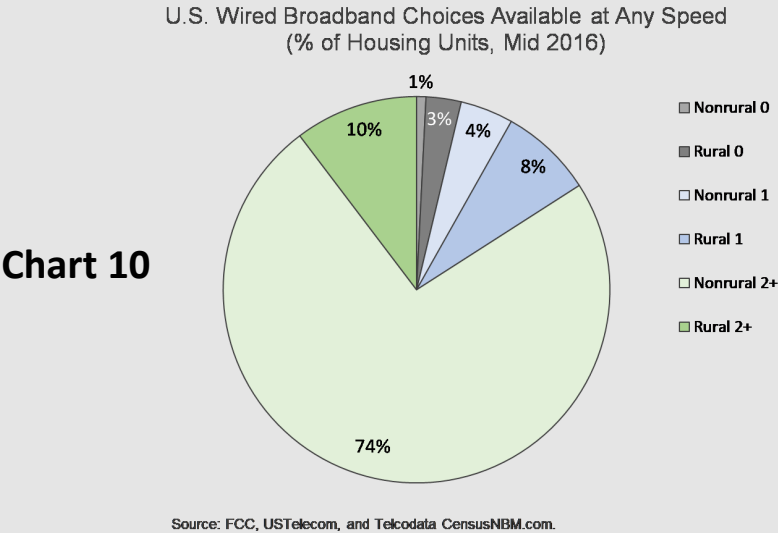 U.S. Wired Broadband Choices Available at Any Speed
(% of Housing Units, Mid 2016)
1%
3%
4%
8%
10%
74%
Nonrural 0
Rural 0
Nonrural 1
Rural 1
Nonrural 2+
Rural 2+
Chart 10
Source: FCC, USTelecom, and Telcodata CensusNBM.com.